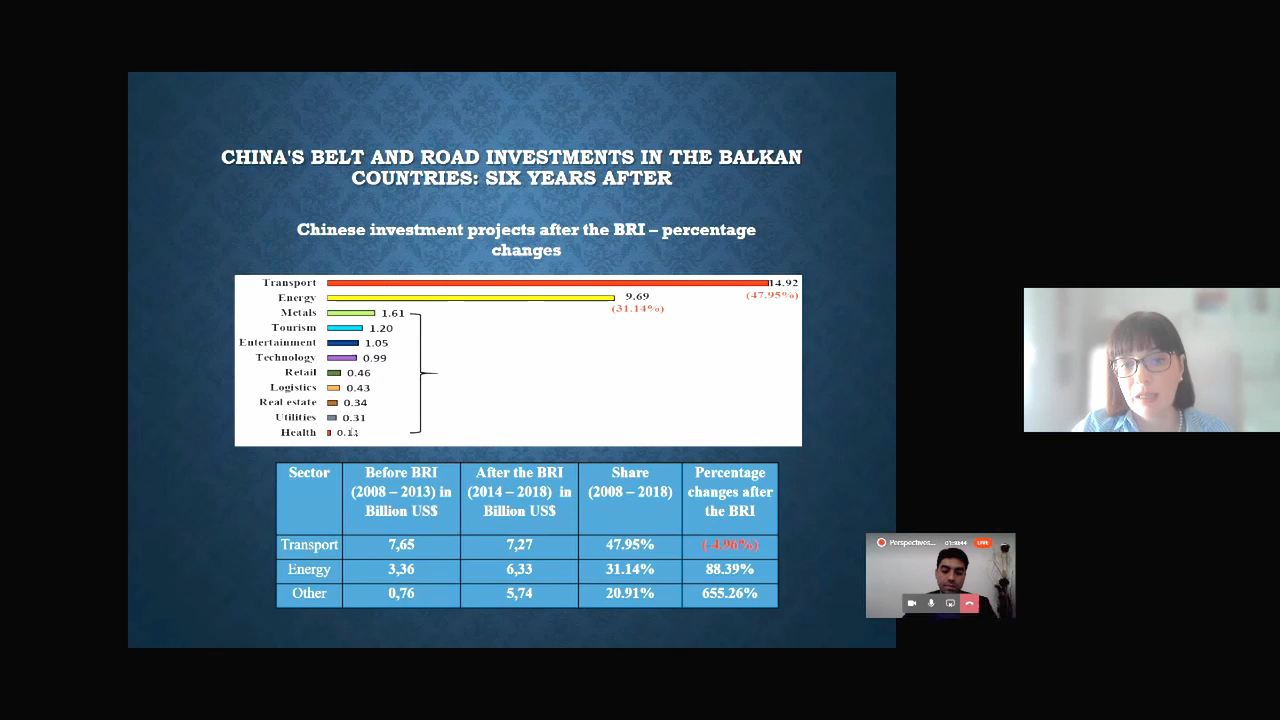 CHINA'S BELT AND ROAD INVESTMENTS IN THE BALKAN
COUNTRIES: SIX YEARS AFTER
Chinese investment projects after the BRI – percentage
changes
Transport 14.92
(47.95%)
Energy 9.69
(31.14%)
Metals 1.61
Tourism 1.20
Entertainment 1.05
Technology 0.99
Retail 0.46
Logistics 0.43
Real estate 0.34
Utilities 0.31
Health
Sector Before BRI (2008 – 2013) in Billion US$ After the BRI (2014 – 2018) in Billion US$ Share (2008 – 2018) Percentage changes after the BRI
Transport 7,65 7,27 47.95% (-4.96%)
Energy 3,36 6,33 31.14% 88.39%
Other 0,76 5,74 20.91% 655.26%
Perspectives... LIVE